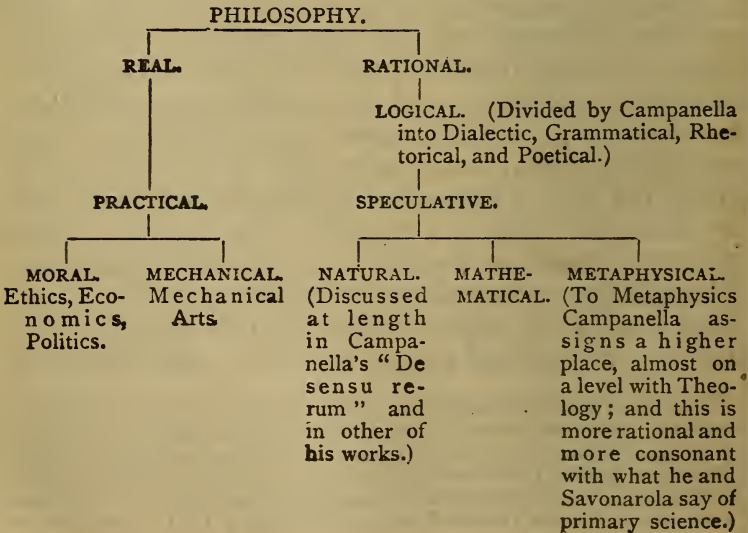 PHILOSOPHY.
REAL.
RATIONAL.
LOGICAL. (Divided by Campanella
into Dialectic, Grammatical, Rhe-
torical, and Poetical.)
PRACTICAL.
SPECULATIVE.
MORAL.
Ethics, Eco-
nomics,
Politics.
MECHANICAL.
Mechanical
Arts.
NATURAL.
(Discussed
at length
in Campa-
nella's "De
sensu re-
rum" and
in other of
his works.)
MATHE-
MATICAL.
METAPHYSICAL.
(To Metaphysics
Campanella as-
signs a higher
place, almost on
a level with Theo-
logy; and this is
more rational and
more consonant
with what he and
Savonarola say of
primary science.)